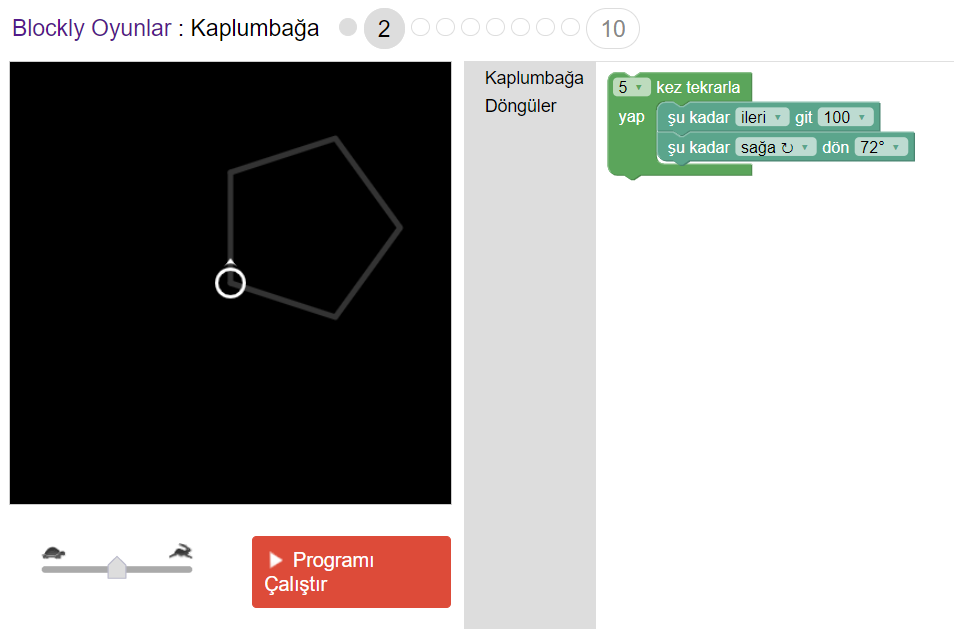 Blockly Oyunlar : Kaplumbağa 2 10
Kaplumbağa
Döngüler
5 kez tekrarla
yap şu kadar ileri git 100
şu kadar sağa ↻ dön 72°
Programı
Çalıştır